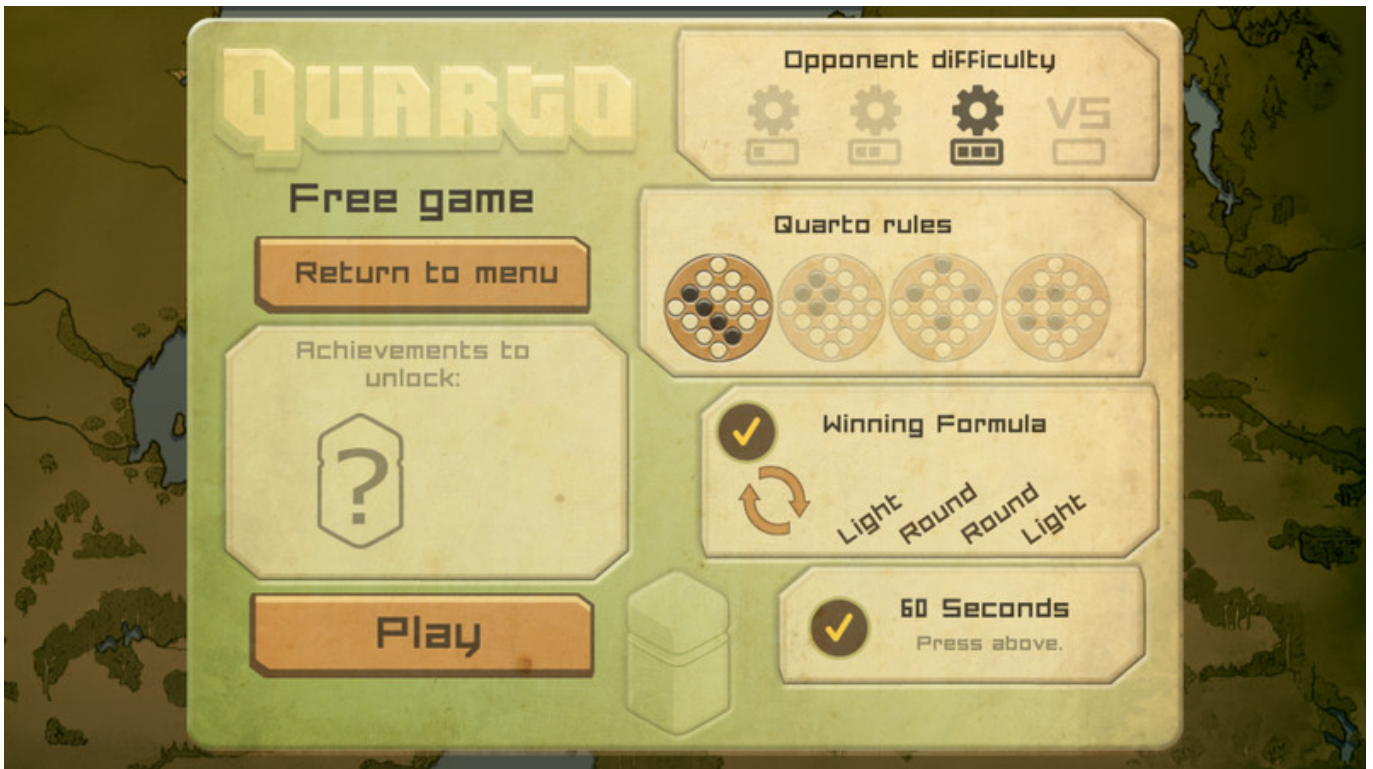 Quarto
Free game
Return to menu
Achievements to
unlock:
?
Play
Opponent difficulty
VS
Quarto rules
Winning Formula
Light Round Round Light
60 Seconds
Press above.